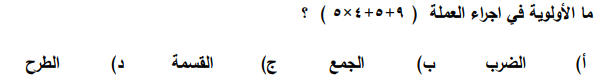 ما الأولوية في اجراء العملة ( ٩+٥+٤×٥ ) ؟
أ) الضرب ب) الجمع ج) القسمة د) الطرح